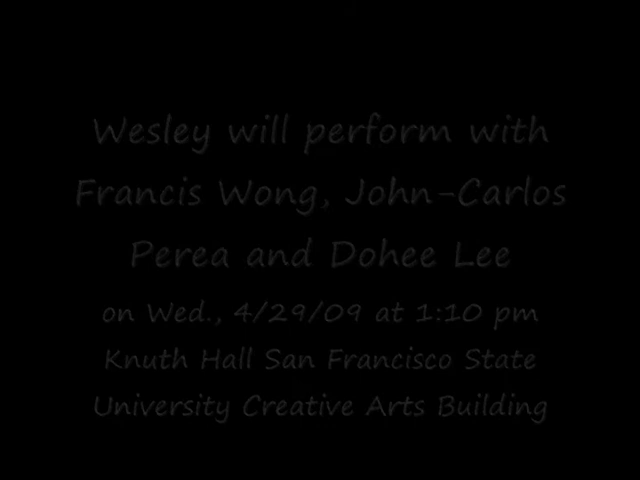 Wesley will perform with
Francis Wong, John-Carlos
Perea and Dohee Lee
on Wed., 4/29/09 at 1:10 pm
Knuth Hall San Francisco State
University Creative Arts Building